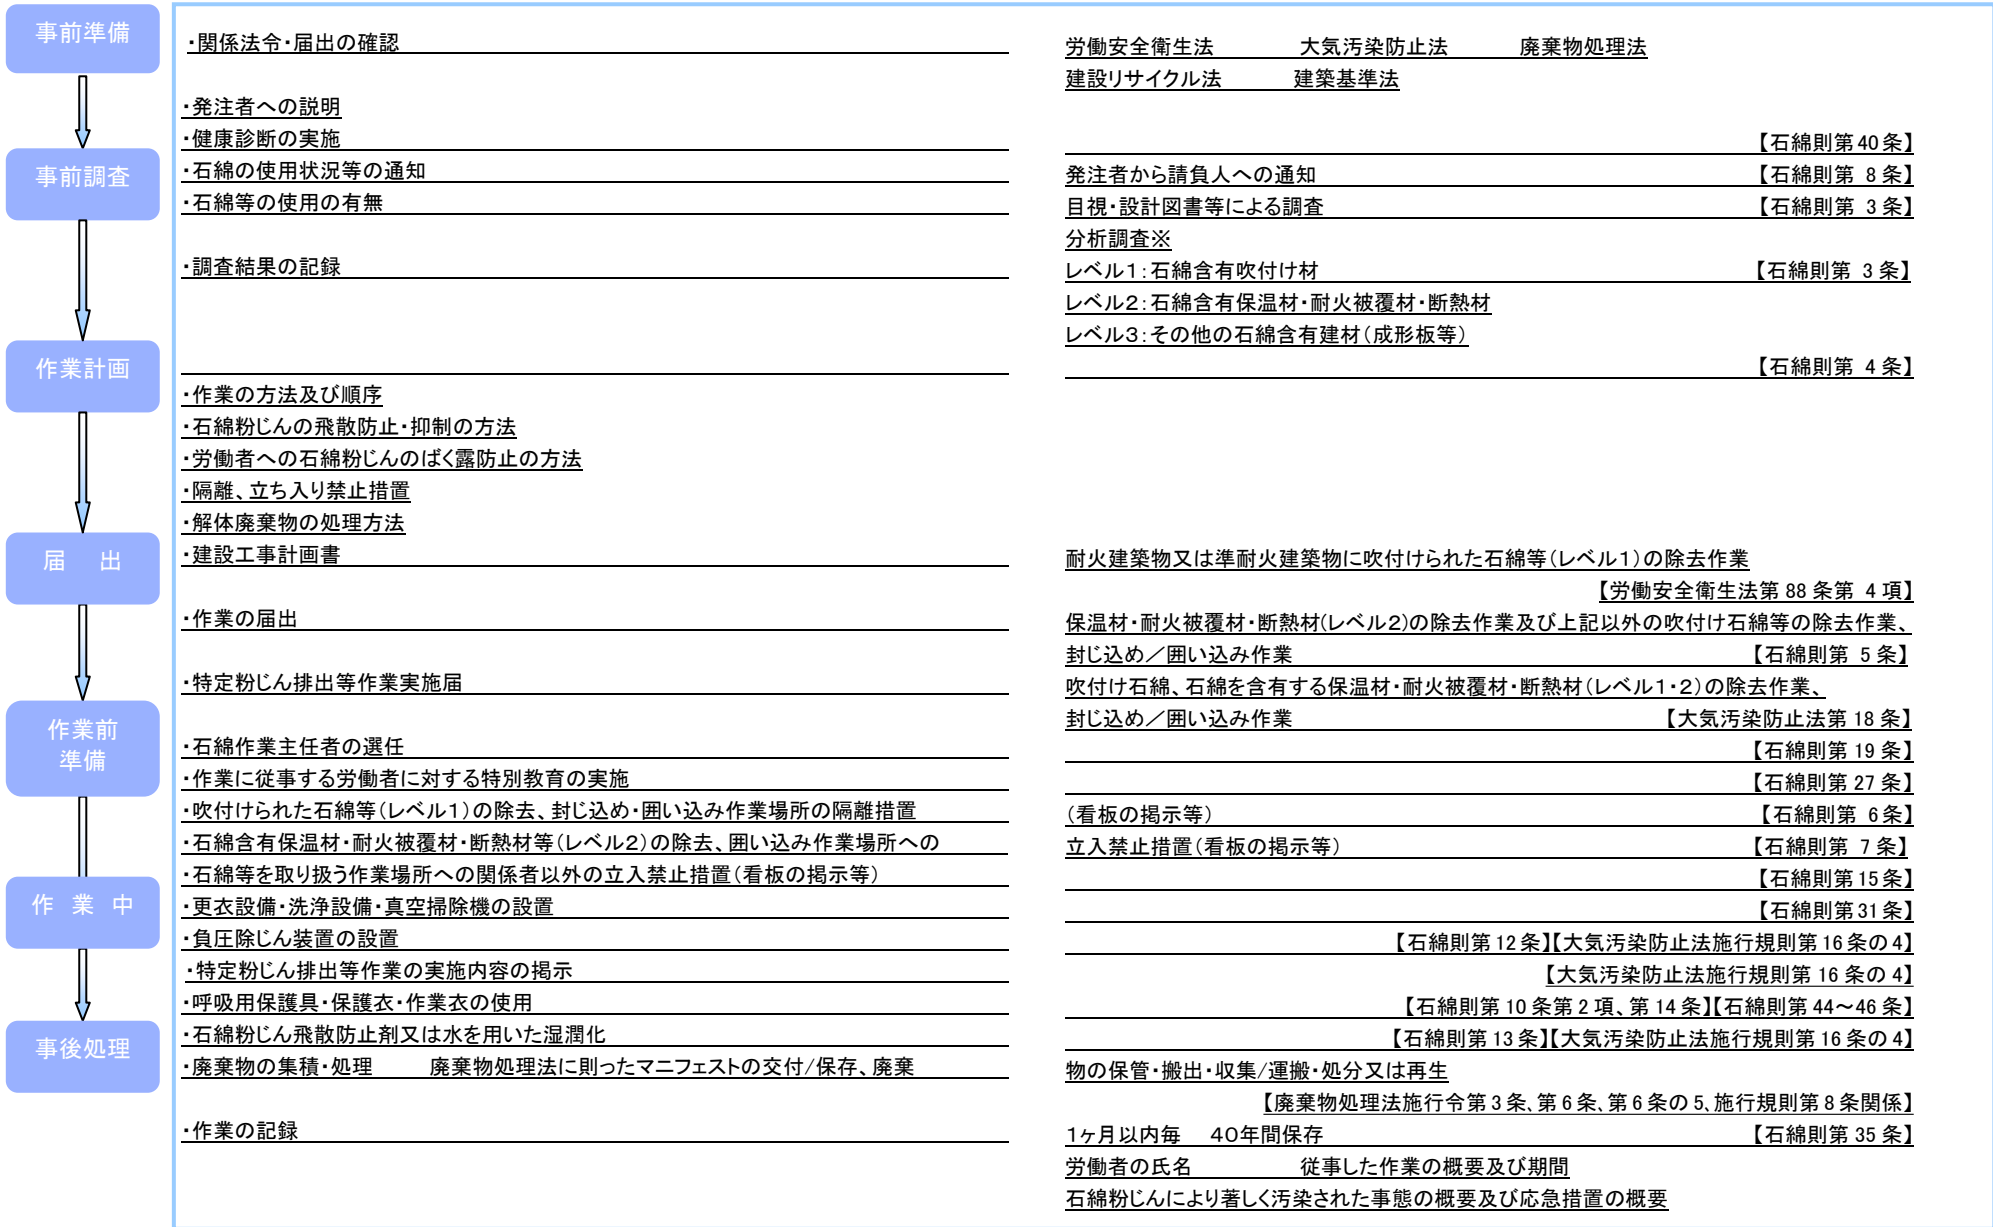 事前準備
・関係法令・届出の確認
労働安全衛生法 大気汚染防止法 廃棄物処理法
建設リサイクル法 建築基準法
・発注者への説明
・健康診断の実施 【石綿則第40条】
事前調査
・石綿の使用状況等の通知 発注者から請負人への通知 【石綿則第 8条】
・石綿等の使用の有無 目視・設計図書等による調査 【石綿則第 3条】
分析調査※
・調査結果の記録 レベル1：石綿含有吹付け材 【石綿則第 3条】
レベル2：石綿含有保温材・耐火被覆材・断熱材
レベル3：その他の石綿含有建材（成形板等）
作業計画
【石綿則第 4条】
・作業の方法及び順序
・石綿粉じんの飛散防止・抑制の方法
・労働者への石綿粉じんのばく露防止の方法
・隔離、立ち入り禁止措置
・解体廃棄物の処理方法
届 出
・建設工事計画書 耐火建築物又は準耐火建築物に吹付けられた石綿等（レベル1）の除去作業
【労働安全衛生法第88条第 4項】
・作業の届出 保温材・耐火被覆材・断熱材(レベル2)の除去作業及び上記以外の吹付け石綿等の除去作業、
封じ込め／囲い込み作業 【石綿則第 5条】
・特定粉じん排出等作業実施届 吹付け石綿、石綿を含有する保温材・耐火被覆材・断熱材（レベル1・2）の除去作業、
封じ込め／囲い込み作業 【大気汚染防止法第18条】
作業前
準備
・石綿作業主任者の選任 【石綿則第19条】
・作業に従事する労働者に対する特別教育の実施 【石綿則第27条】
・吹付けられた石綿等（レベル1）の除去、封じ込め・囲い込み作業場所の隔離措置 （看板の掲示等） 【石綿則第 6条】
・石綿含有保温材・耐火被覆材・断熱材等（レベル2）の除去、囲い込み作業場所への 立入禁止措置（看板の掲示等） 【石綿則第 7条】
・石綿等を取り扱う作業場所への関係者以外の立入禁止措置（看板の掲示等） 【石綿則第15条】
作 業 中
・更衣設備・洗浄設備・真空掃除機の設置 【石綿則第31条】
・負圧除じん装置の設置 【石綿則第12条】【大気汚染防止法施行規則第16条の4】
・特定粉じん排出等作業の実施内容の掲示 【大気汚染防止法施行規則第16条の4】
・呼吸用保護具・保護衣・作業衣の使用 【石綿則第10条第2項、第14条】【石綿則第44～46条】
・石綿粉じん飛散防止剤又は水を用いた湿潤化 【石綿則第13条】【大気汚染防止法施行規則第16条の4】
事後処理
・廃棄物の集積・処理 廃棄物処理法に則ったマニフェストの交付/保存、廃棄 物の保管・搬出・収集/運搬・処分又は再生
【廃棄物処理法施行令第3条、第6条、第6条の5、施行規則第8条関係】
・作業の記録 1ヶ月以内毎 40年間保存 【石綿則第35条】
労働者の氏名 従事した作業の概要及び期間
石綿粉じんにより著しく汚染された事態の概要及び応急措置の概要